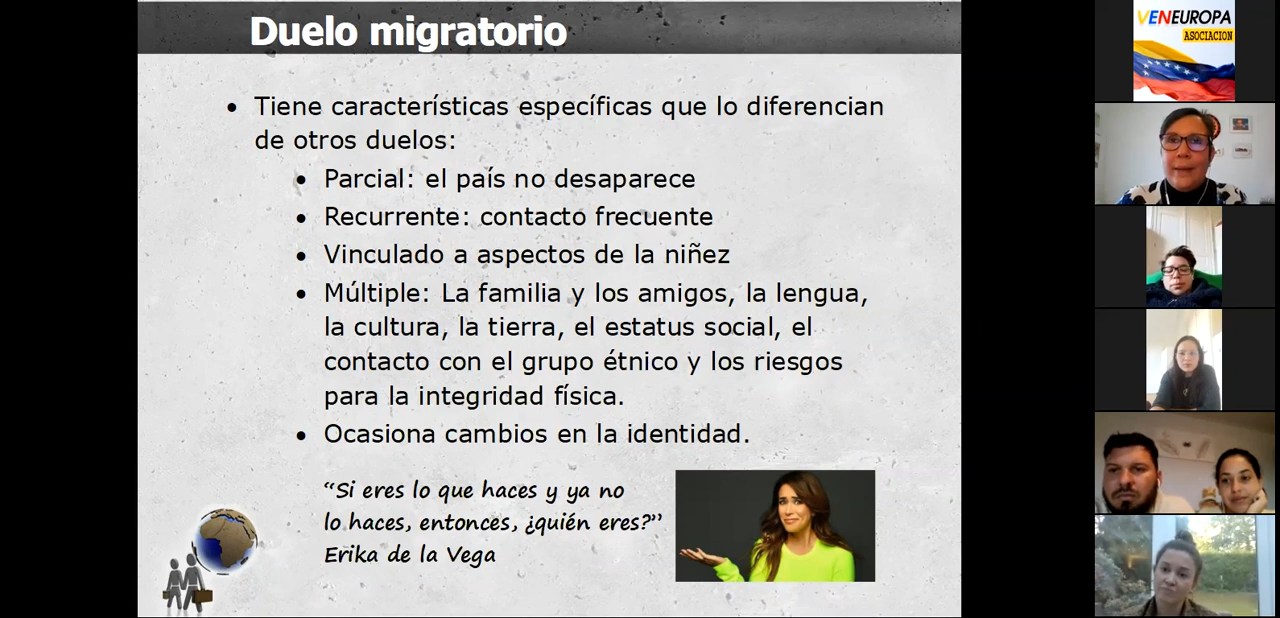 Duelo migratorio
• Tiene características específicas que lo diferencian
de otros duelos:
• Parcial: el país no desaparece
• Recurrente: contacto frecuente
• Vinculado a aspectos de la niñez
• Múltiple: La familia y los amigos, la lengua,
la cultura, la tierra, el estatus social, el
contacto con el grupo étnico y los riesgos
para la integridad física.
• Ocasiona cambios en la identidad.
“Si eres lo que haces y ya no
lo haces, entonces, ¿quién eres?”
Erika de la Vega
VENEUROPA
ASOCIACION